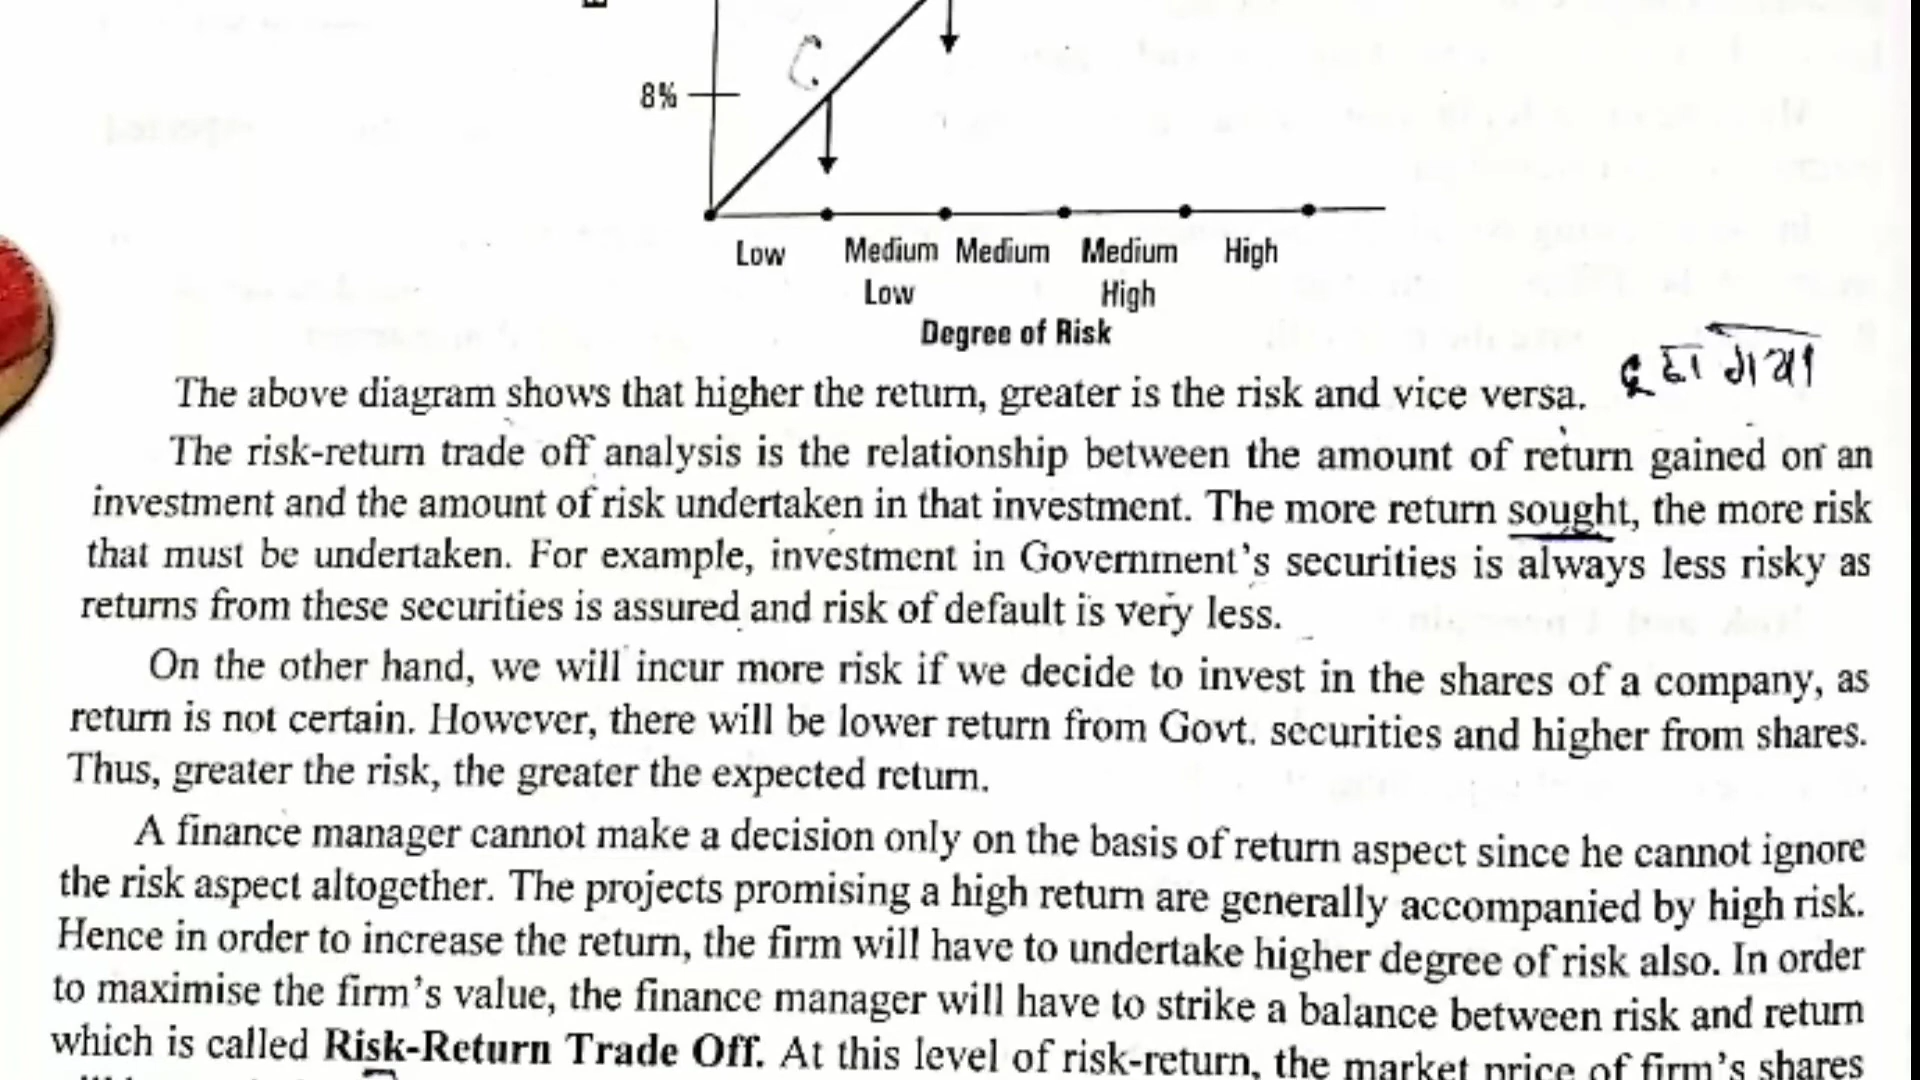 8%
Low Medium Medium Medium High
Low High
Degree of Risk
The above diagram shows that higher the return, greater is the risk and vice versa.
The risk-return trade off analysis is the relationship between the amount of return gained on an
investment and the amount of risk undertaken in that investment. The more return sought, the more risk
that must be undertaken. For example, investment in Government's securities is always less risky as
returns from these securities is assured and risk of default is very less.
On the other hand, we will incur more risk if we decide to invest in the shares of a company, as
return is not certain. However, there will be lower return from Govt. securities and higher from shares.
Thus, greater the risk, the greater the expected return.
A finance manager cannot make a decision only on the basis of return aspect since he cannot ignore
the risk aspect altogether. The projects promising a high return are generally accompanied by high risk.
Hence in order to increase the return, the firm will have to undertake higher degree of risk also. In order
to maximise the firm's value, the finance manager will have to strike a balance between risk and return
which is called Risk-Return Trade Off. At this level of risk-return, the market price of firm's shares